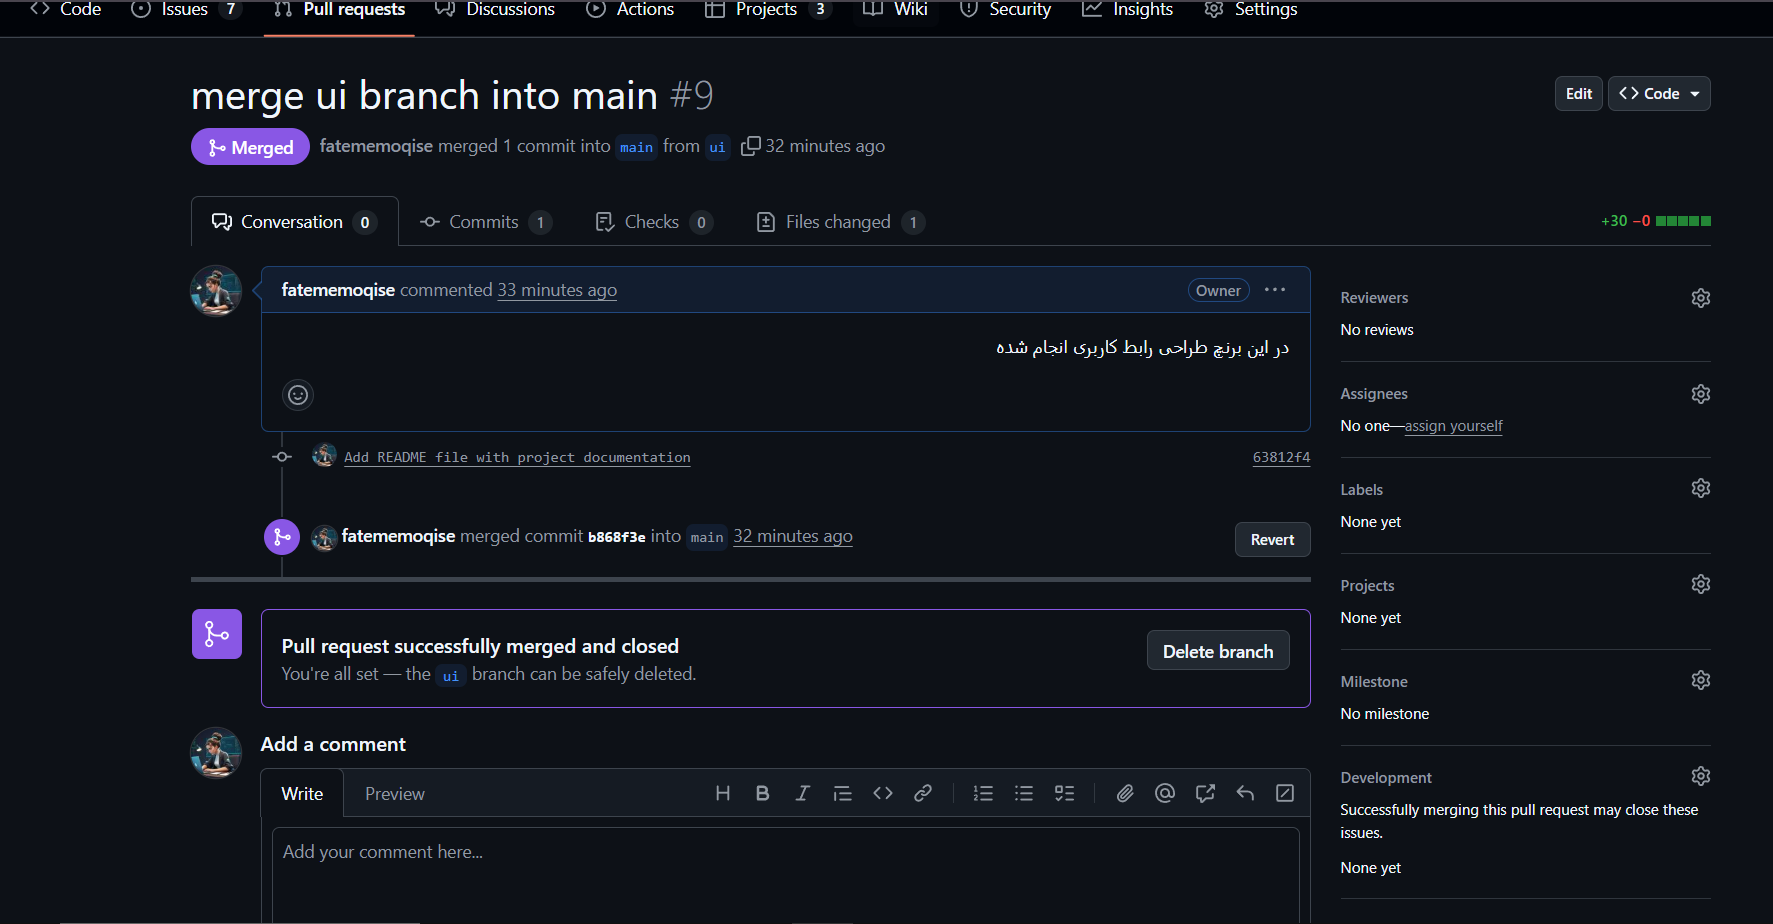 Code Issues 7 Pull requests Discussions Actions Projects 3 Wiki Security Insights Settings
merge ui branch into main #9
Edit Code
Merged fatememoqise merged 1 commit into main from ui 32 minutes ago
Conversation 0 Commits 1 Checks 0 Files changed 1
+30 −0
fatememoqise commented 33 minutes ago Owner
در این برنچ طراحی رابط کاربری انجام شده
Add README file with project documentation 63812f4
fatememoqise merged commit b868f3e into main 32 minutes ago
Revert
Pull request successfully merged and closed
You're all set — the ui branch can be safely deleted.
Delete branch
Add a comment
Write Preview
Add your comment here...
Reviewers
No reviews
Assignees
No one—assign yourself
Labels
None yet
Projects
None yet
Milestone
No milestone
Development
Successfully merging this pull request may close these
issues.
None yet